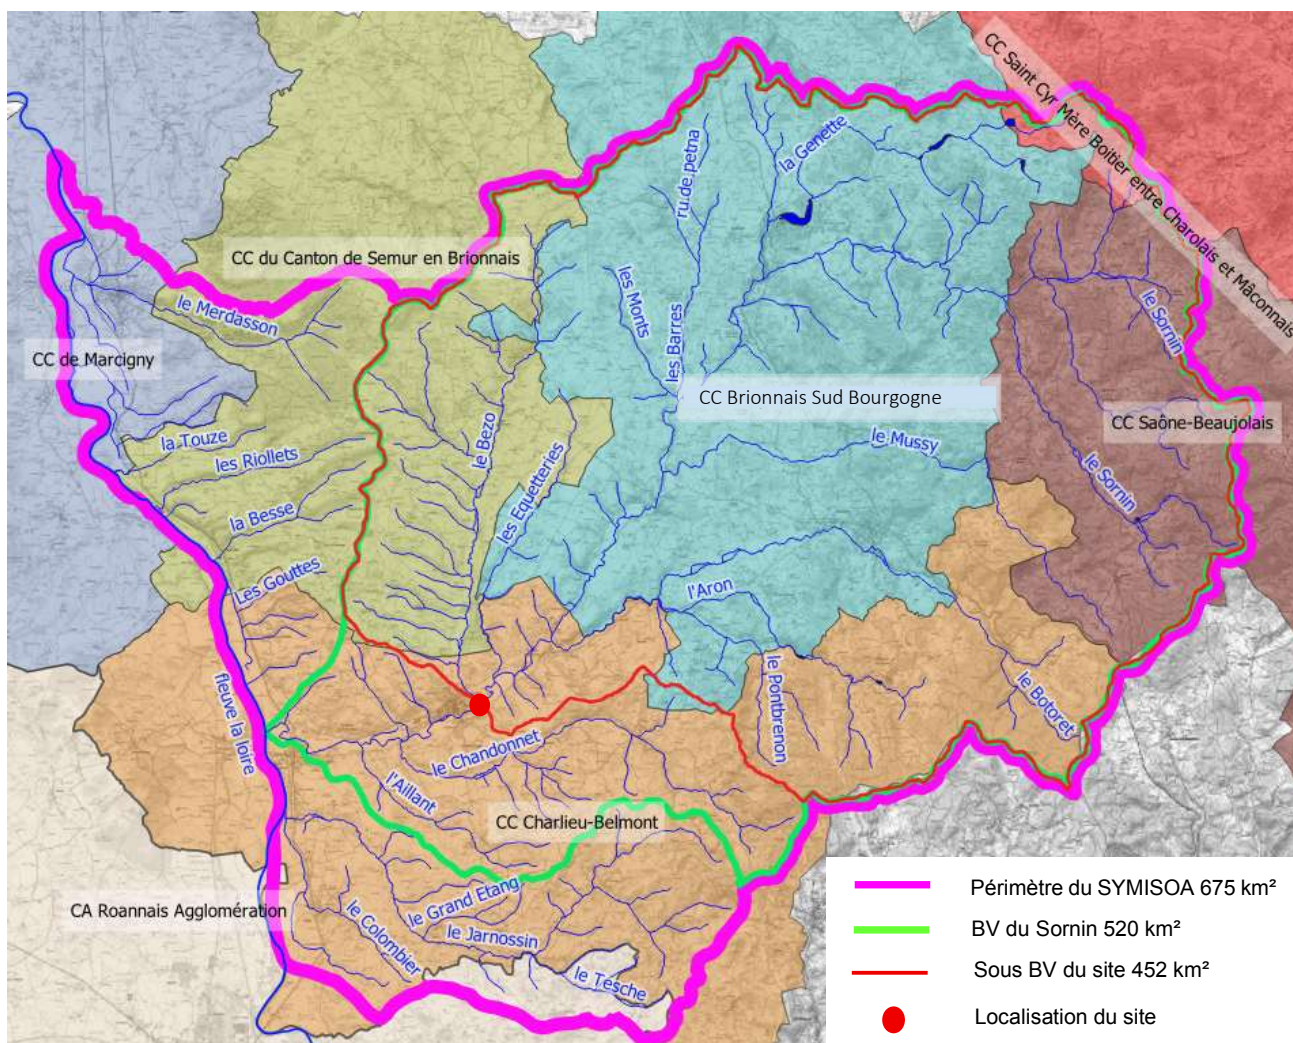 CC Saint Cyr Mère Boitier entre Charolais et Mâconnais
la Genette
ru de petna
CC du Canton de Semur en Brionnais
les Monts
le Sornin
le Merdasson
les Barres
CC de Marcigny
CC Brionnais Sud Bourgogne
CC Saône-Beaujolais
la Touze
les Riollets
le Bezo
le Mussy
le Sornin
les Equetteries
la Besse
Les Gouttes
l'Aron
fleuve la loire
le Pontbrenon
le Botoret
le Chandonnet
l'Aillant
CC Charlieu-Belmont
CA Roannais Agglomération
le Grand Etang
le Colombier
le Jarnossin
le Tesche
Périmètre du SYMISOA 675 km²
BV du Sornin 520 km²
Sous BV du site 452 km²
Localisation du site